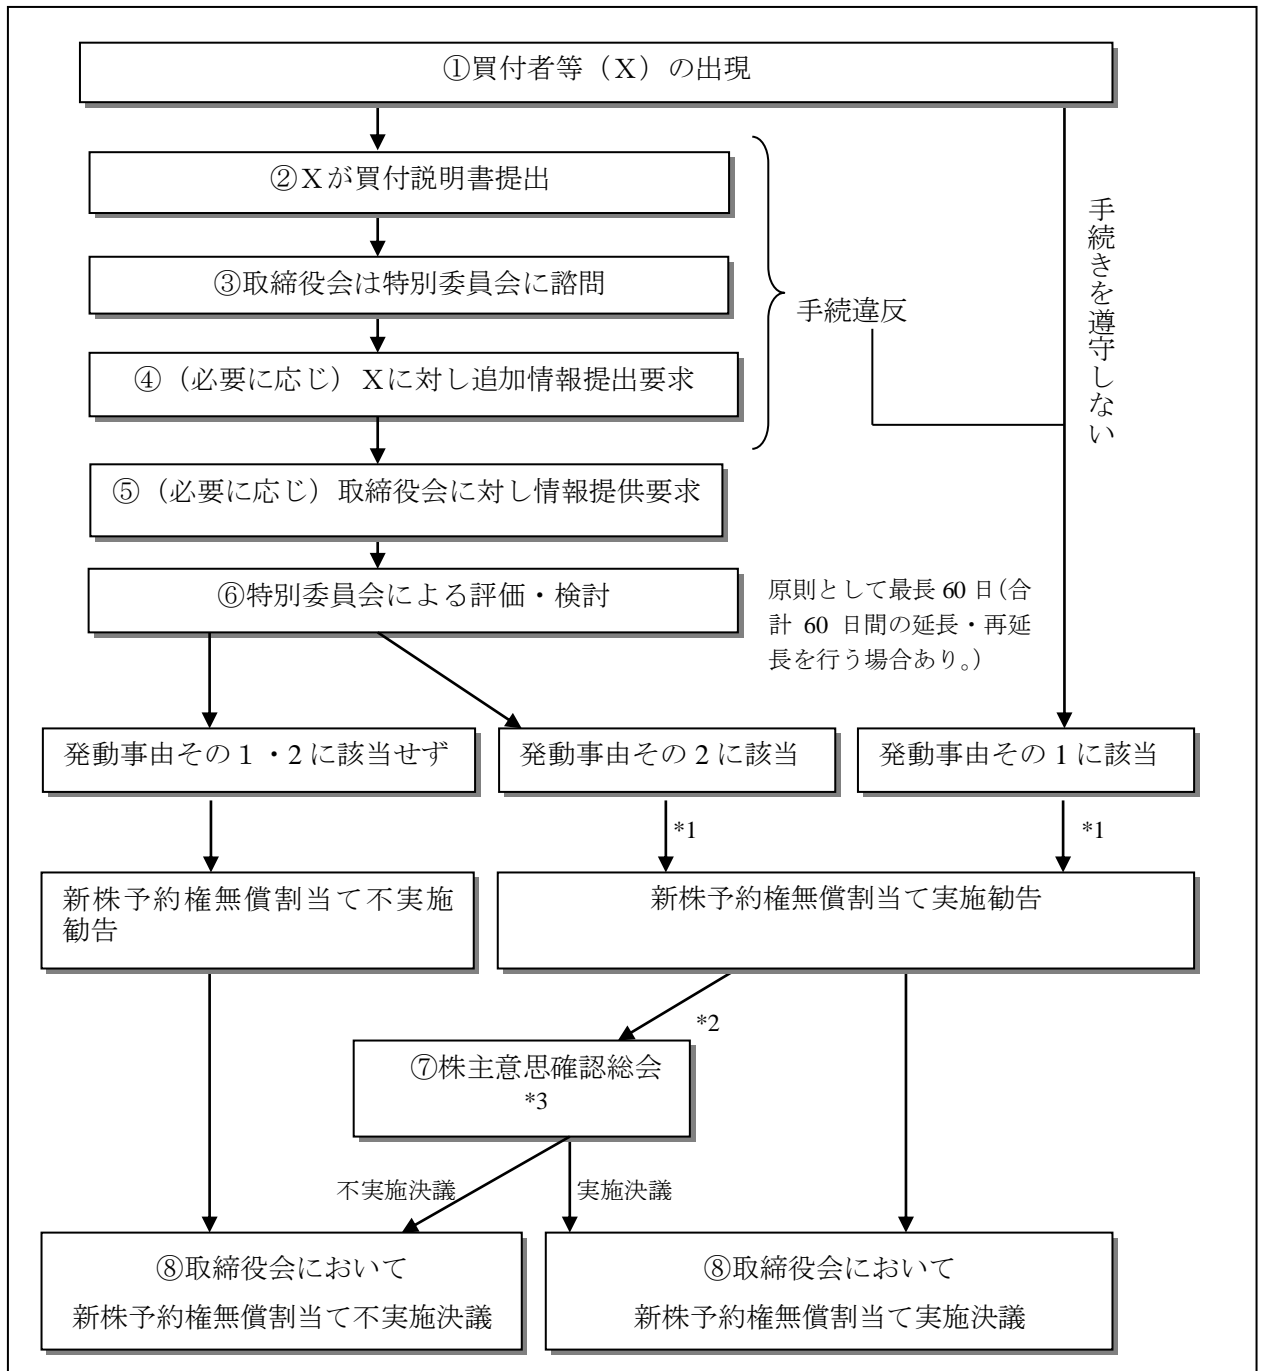 ①買付者等（X）の出現
②Xが買付説明書提出
③取締役会は特別委員会に諮問
④（必要に応じ）Xに対し追加情報提出要求
手続違反
手続きを遵守しない
⑤（必要に応じ）取締役会に対し情報提供要求
⑥特別委員会による評価・検討
原則として最長 60 日（合
計 60 日間の延長・再延
長を行う場合あり。）
発動事由その１・2 に該当せず
発動事由その 2 に該当
発動事由その 1 に該当
*1
*1
新株予約権無償割当て不実施
勧告
新株予約権無償割当て実施勧告
*2
⑦株主意思確認総会
*3
不実施決議
実施決議
⑧取締役会において
新株予約権無償割当て不実施決議
⑧取締役会において
新株予約権無償割当て実施決議